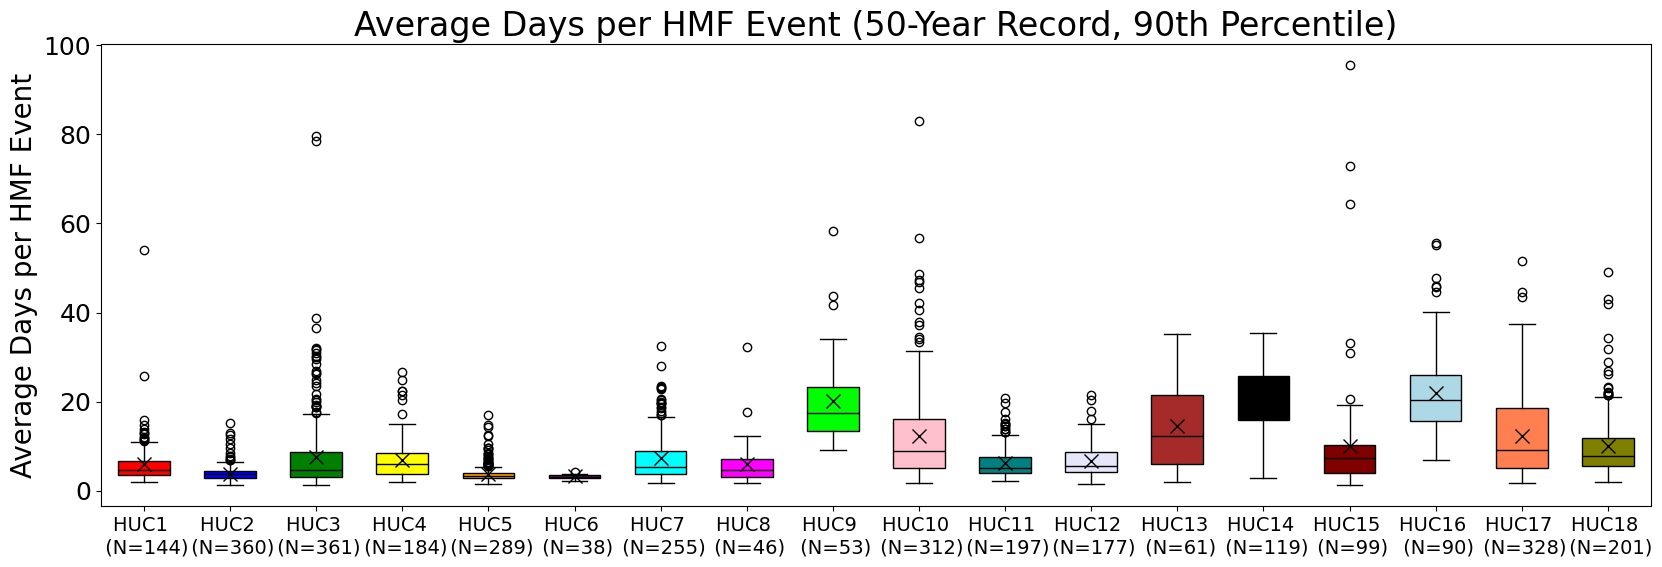 Average Days per HMF Event (50-Year Record, 90th Percentile)
Average Days per HMF Event
100
80
60
40
20
0
HUC1 HUC2 HUC3 HUC4 HUC5 HUC6 HUC7 HUC8 HUC9 HUC10 HUC11 HUC12 HUC13 HUC14 HUC15 HUC16 HUC17 HUC18
(N=144) (N=360) (N=361) (N=184) (N=289) (N=38) (N=255) (N=46) (N=53) (N=312) (N=197) (N=177) (N=61) (N=119) (N=99) (N=90) (N=328) (N=201)